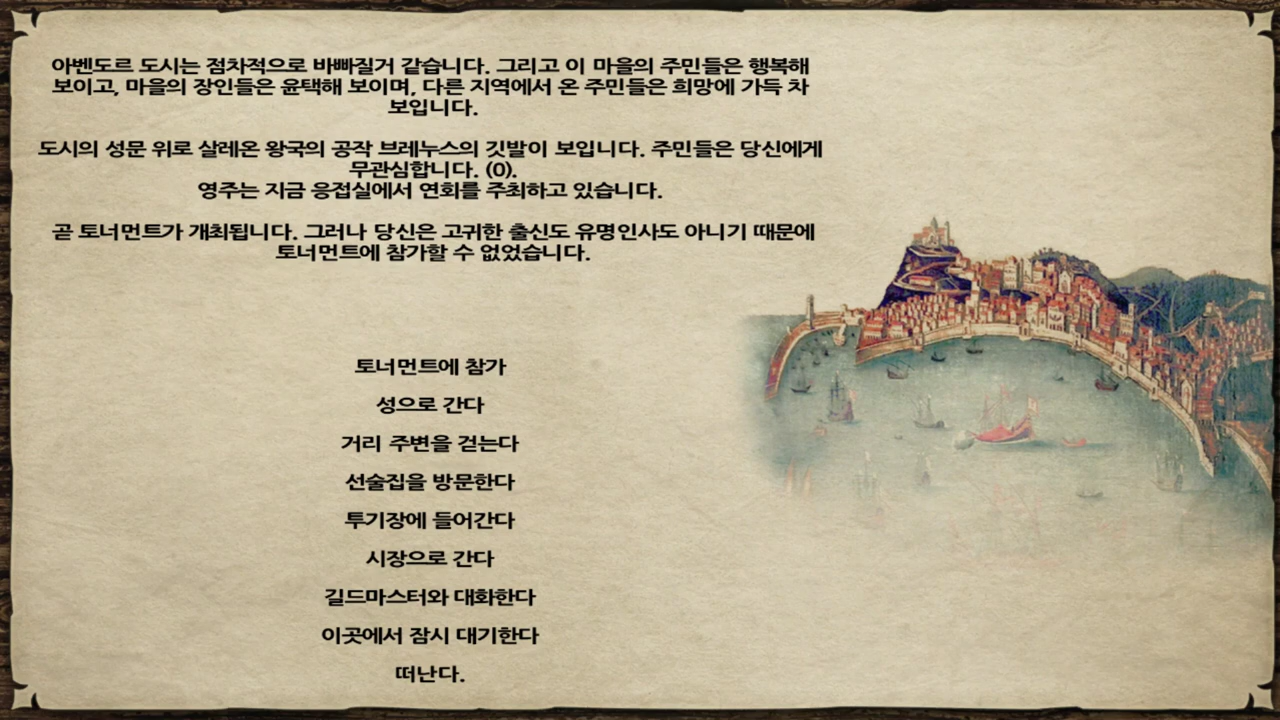 아벤도르 도시는 점차적으로 바빠질거 같습니다. 그리고 이 마을의 주민들은 행복해
보이고, 마을의 장인들은 윤택해 보이며, 다른 지역에서 온 주민들은 희망에 가득 차
보입니다.
도시의 성문 위로 살레온 왕국의 공작 브레누스의 깃발이 보입니다. 주민들은 당신에게
무관심합니다. (0).
영주는 지금 응접실에서 연회를 주최하고 있습니다.
곧 토너먼트가 개최됩니다. 그러나 당신은 고귀한 출신도 유명인사도 아니기 때문에
토너먼트에 참가할 수 없었습니다.
토너먼트에 참가
성으로 간다
거리 주변을 걷는다
선술집을 방문한다
투기장에 들어간다
시장으로 간다
길드마스터와 대화한다
이곳에서 잠시 대기한다
떠난다.